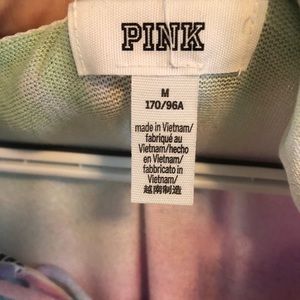 PINK
M
170/96A
made in Vietnam/
fabriqué au
Vietnam/hecho
en Vietnam/
fabbricato in
Vietnam/
越南制造